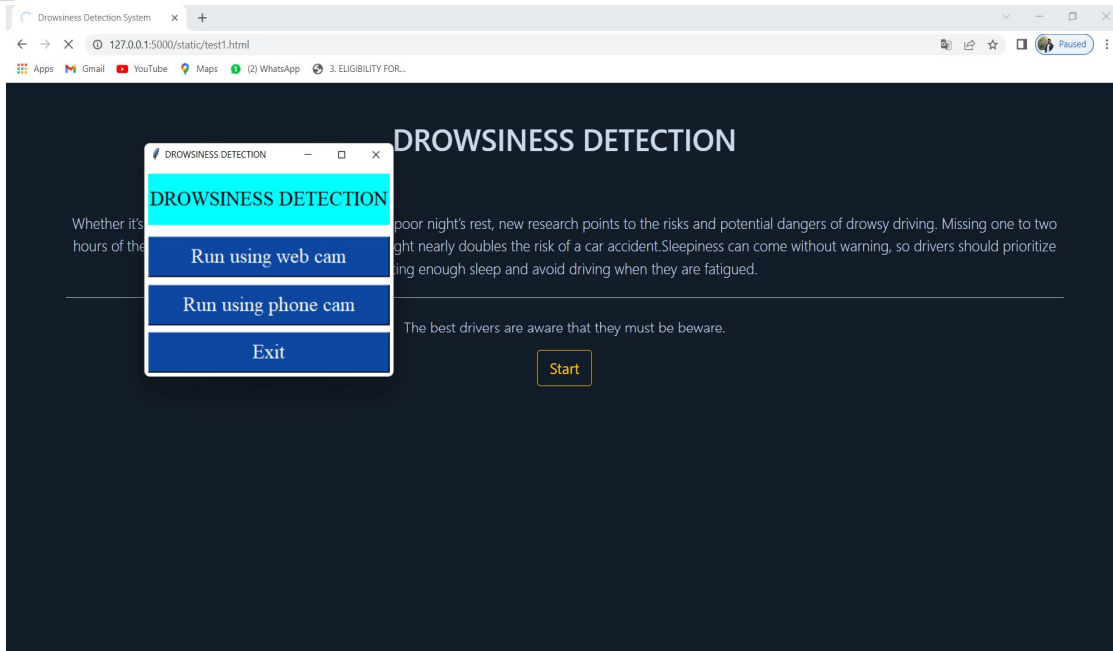 Drowsiness Detection System
127.0.0.1:5000/static/test1.html
Paused
Apps Gmail YouTube Maps (2) WhatsApp 3. ELIGIBILITY FOR...
DROWSINESS DETECTION
DROWSINESS DETECTION
DROWSINESS DETECTION
Run using web cam
Run using phone cam
Exit
Whether it's poor night's rest, new research points to the risks and potential dangers of drowsy driving. Missing one to two
hours of the ght nearly doubles the risk of a car accident.Sleepiness can come without warning, so drivers should prioritize
ing enough sleep and avoid driving when they are fatigued.
The best drivers are aware that they must be beware.
Start